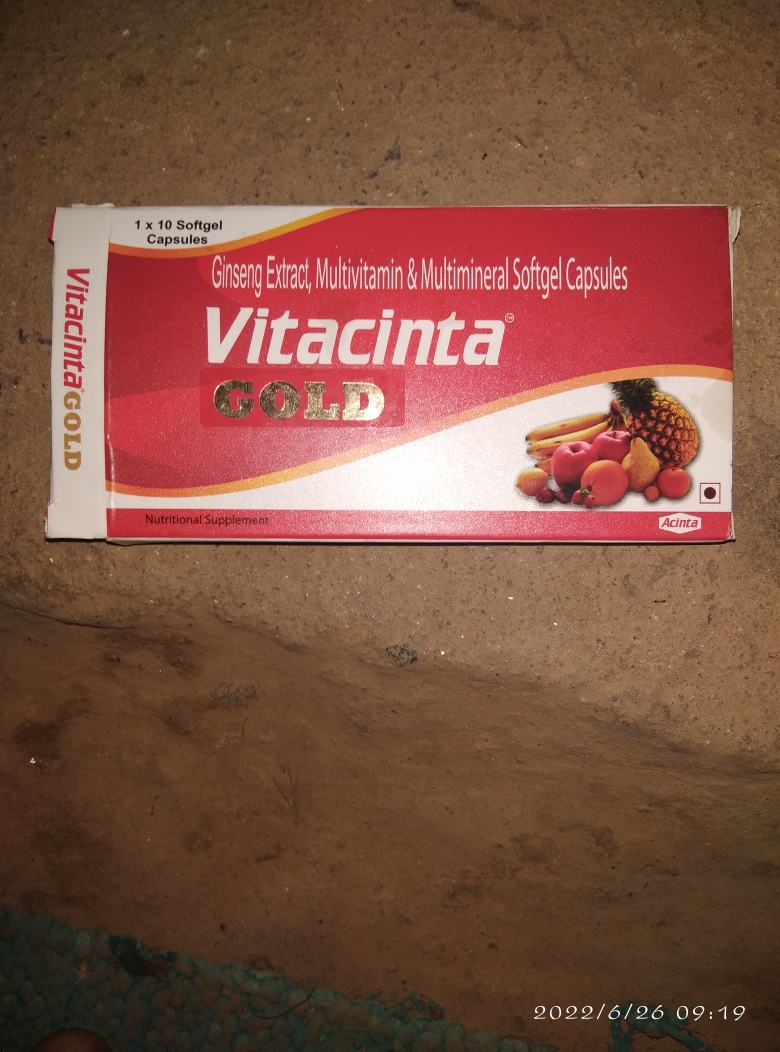 1 x 10 Softgel
Capsules
Ginseng Extract, Multivitamin & Multimineral Softgel Capsules
Vitacinta™
GOLD
Vitacinta GOLD
Nutritional Supplement
Acinta
2022/6/26 09:19